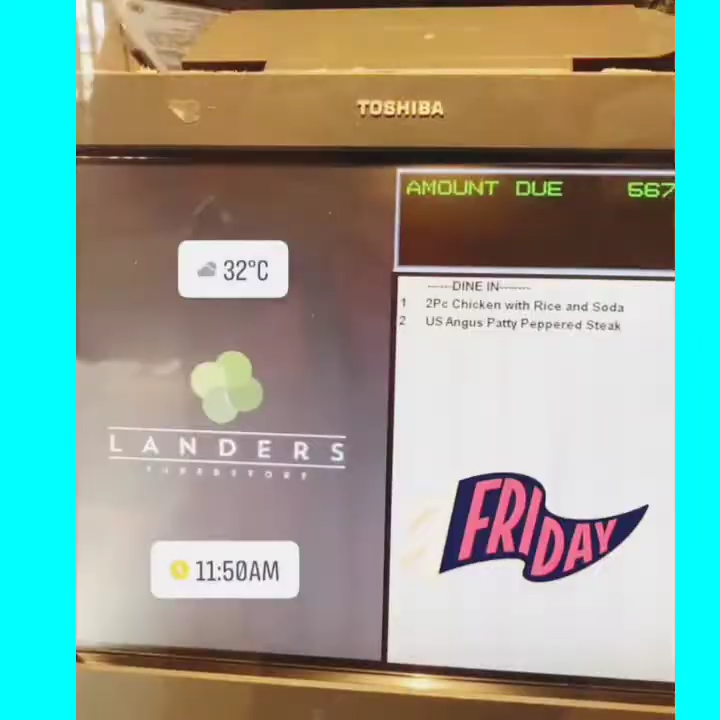 TOSHIBA
AMOUNT DUE 567
32°C
------DINE IN-------
1 2Pc Chicken with Rice and Soda
2 US Angus Patty Peppered Steak
LANDERS
SUPERSTORE
FRIDAY
11:50AM